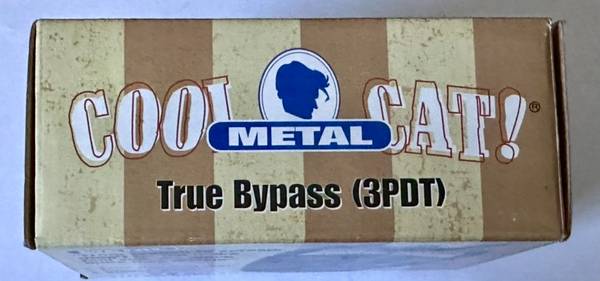 COOL CAT!®
METAL
True Bypass (3PDT)